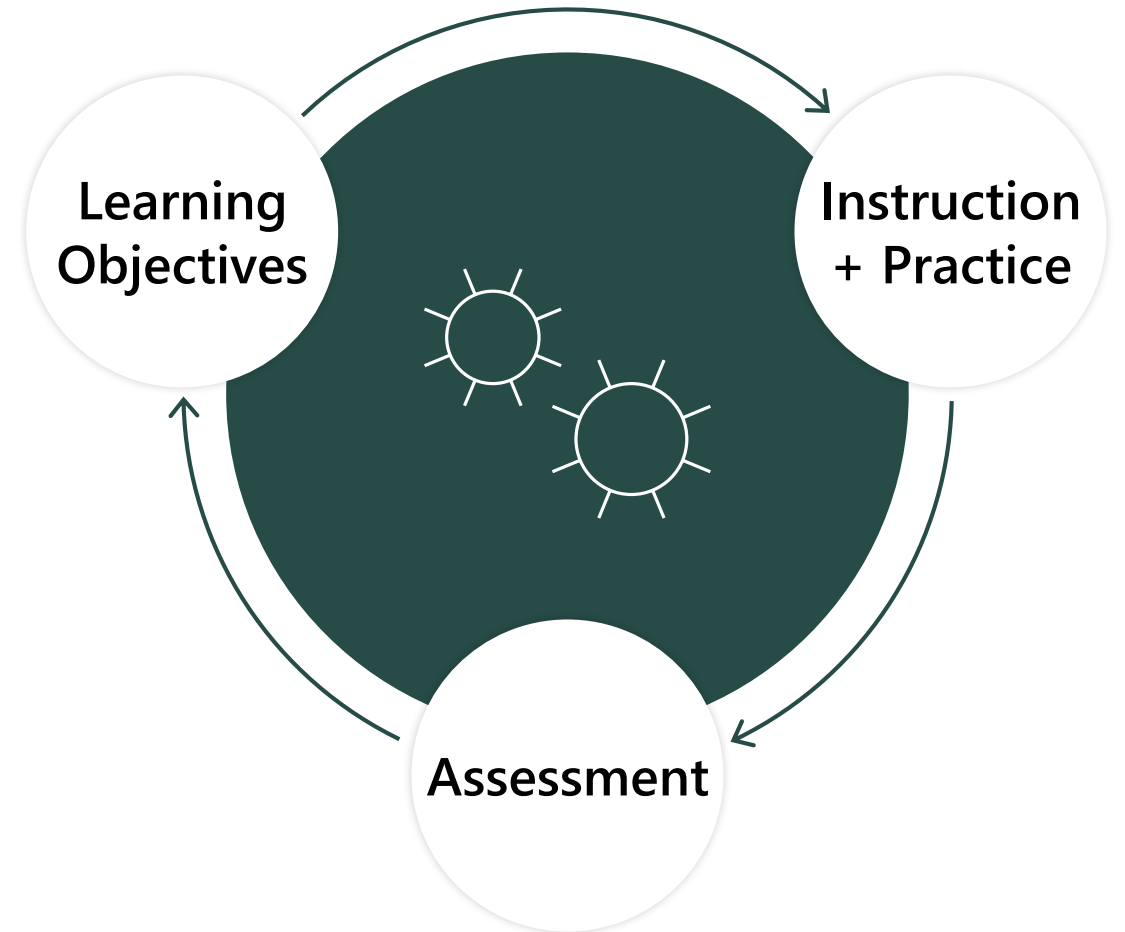 Learning
Objectives
Instruction
+ Practice
Assessment